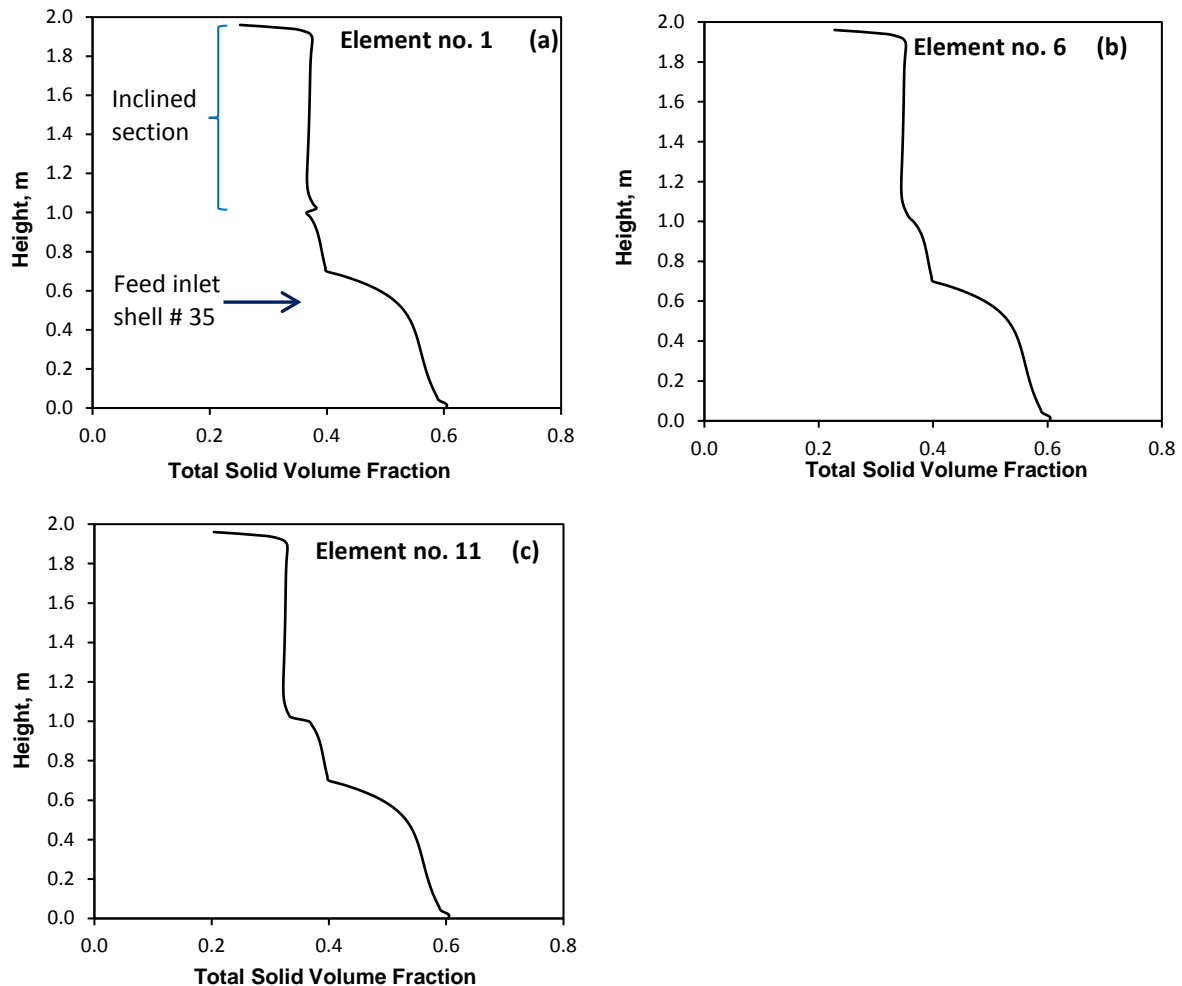 Element no. 1 (a)
2.0
1.8
1.6
1.4
1.2
1.0
0.8
0.6
0.4
0.2
0.0
Height, m
Inclined
section
Feed inlet
shell # 35
0.0 0.2 0.4 0.6 0.8
Total Solid Volume Fraction
Element no. 6 (b)
2.0
1.8
1.6
1.4
1.2
1.0
0.8
0.6
0.4
0.2
0.0
Height, m
0.0 0.2 0.4 0.6 0.8
Total Solid Volume Fraction
Element no. 11 (c)
2.0
1.8
1.6
1.4
1.2
1.0
0.8
0.6
0.4
0.2
0.0
Height, m
0.0 0.2 0.4 0.6 0.8
Total Solid Volume Fraction